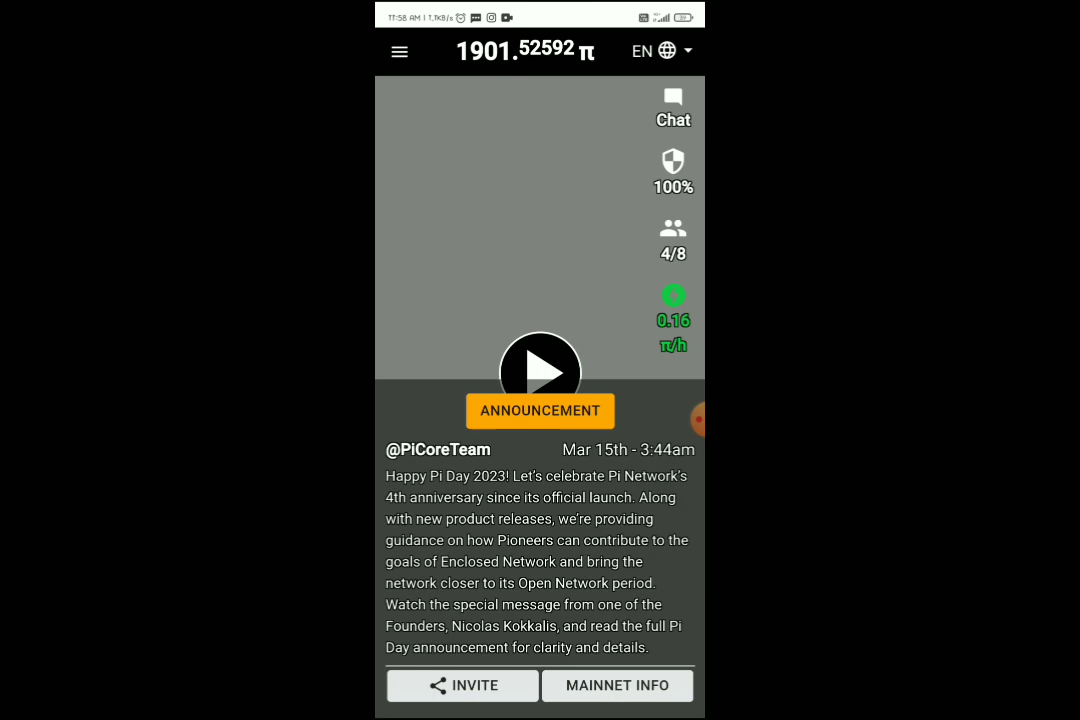 11:58 AM | 1.1KB/s
1901.52592 π
EN
Chat
100%
4/8
0.16
π/h
ANNOUNCEMENT
@PiCoreTeam Mar 15th - 3:44am
Happy Pi Day 2023! Let's celebrate Pi Network's
4th anniversary since its official launch. Along
with new product releases, we're providing
guidance on how Pioneers can contribute to the
goals of Enclosed Network and bring the
network closer to its Open Network period.
Watch the special message from one of the
Founders, Nicolas Kokkalis, and read the full Pi
Day announcement for clarity and details.
INVITE MAINNET INFO